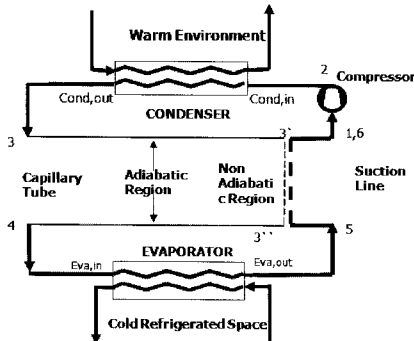 Warm Environment
2
Compressor
Cond,out
Cond,in
CONDENSER
3
3`
1,6
Capillary
Tube
Adiabatic
Region
Non
Adiabati
c Region
Suction
Line
4
3``
5
EVAPORATOR
Eva,in
Eva,out
Cold Refrigerated Space